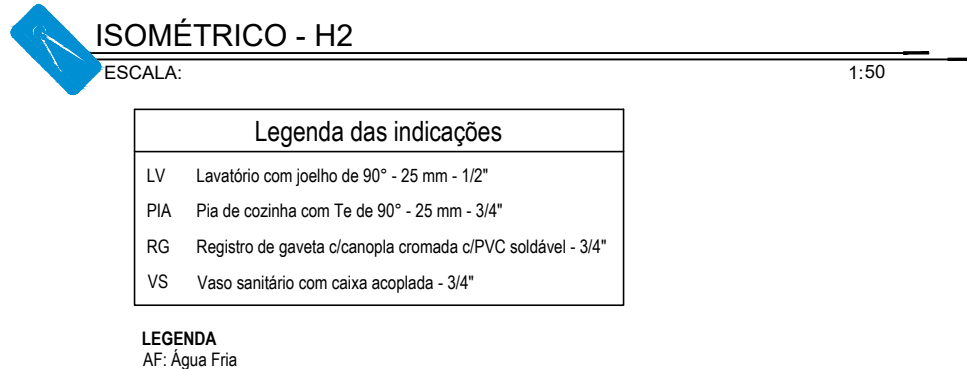 ISOMÉTRICO - H2
ESCALA: 1:50
Legenda das indicações
LV Lavatório com joelho de 90° - 25 mm - 1/2"
PIA Pia de cozinha com Te de 90° - 25 mm - 3/4"
RG Registro de gaveta c/canopla cromada c/PVC soldável - 3/4"
VS Vaso sanitário com caixa acoplada - 3/4"
LEGENDA
AF: Água Fria